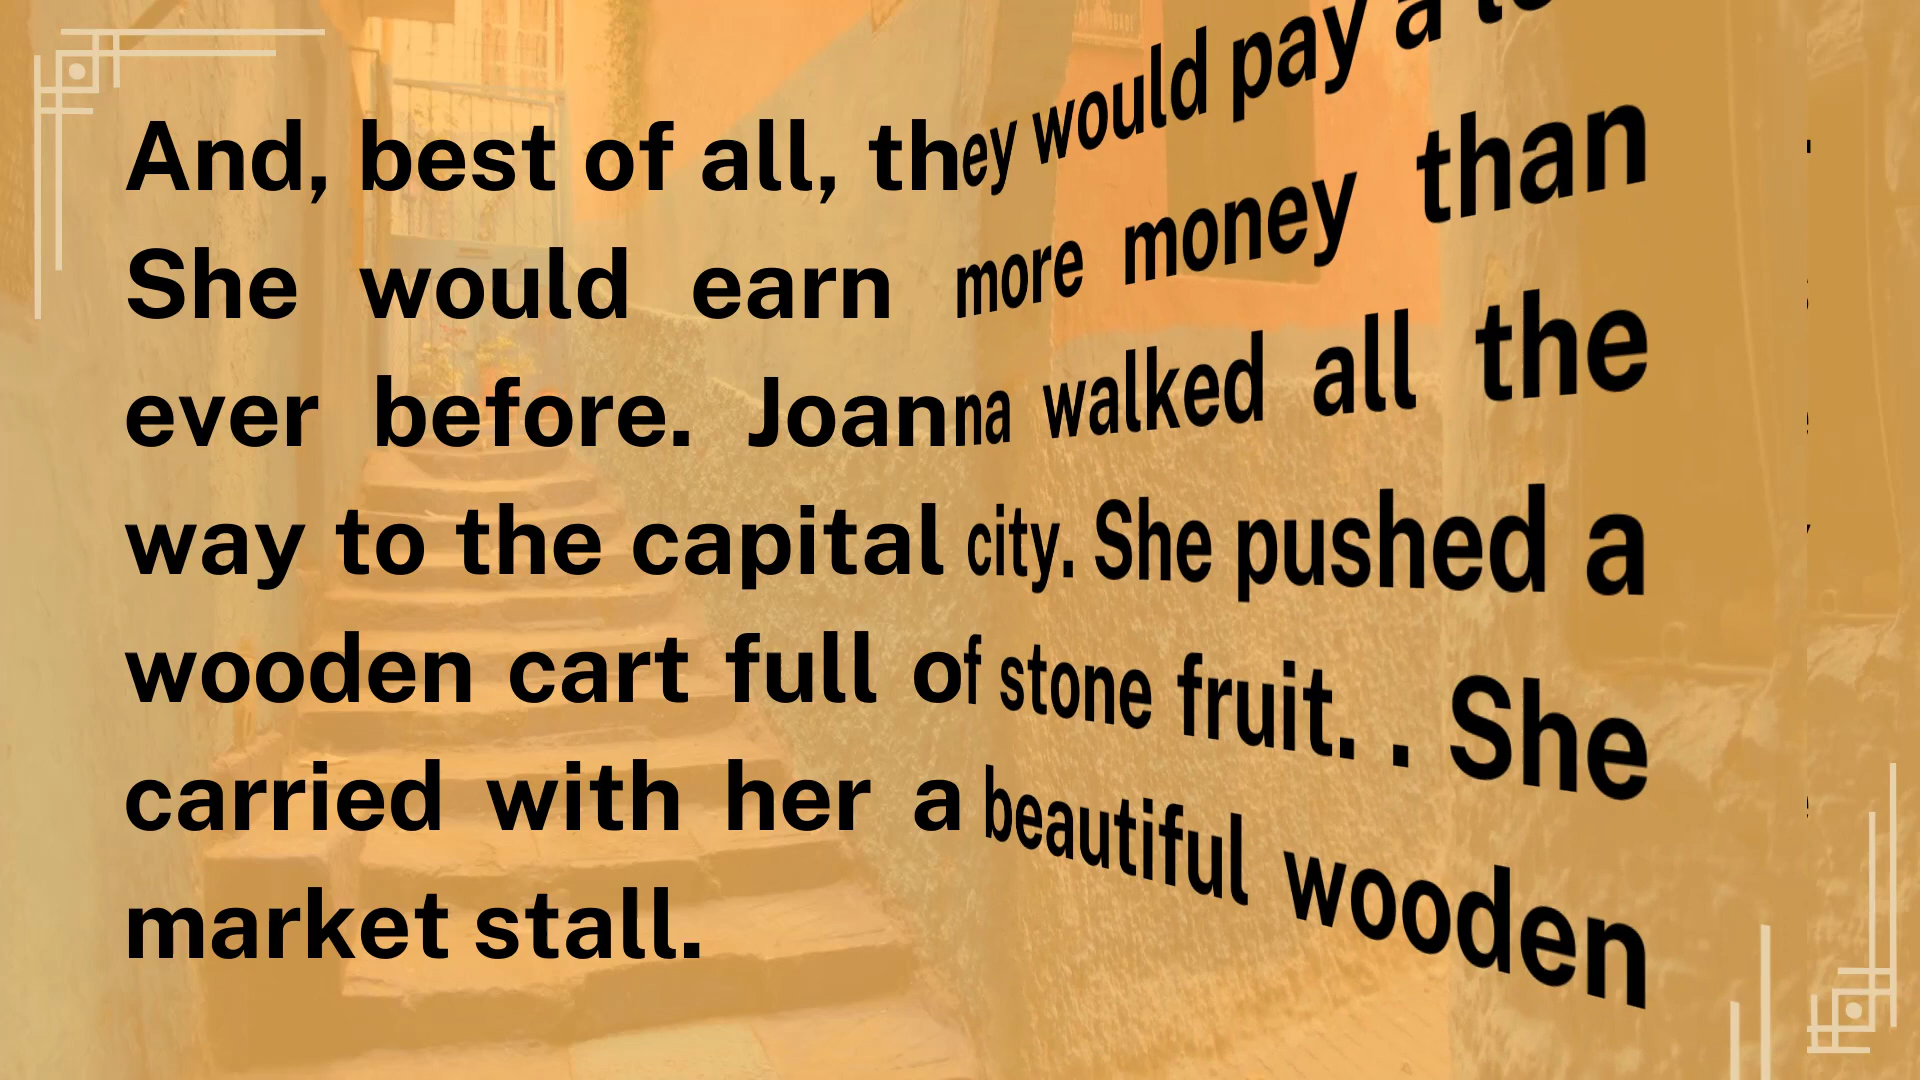 And, best of all, they would pay a
She would earn more money than
ever before. Joanna walked all the
way to the capital city. She pushed a
wooden cart full of stone fruit. . She
carried with her a beautiful wooden
market stall.